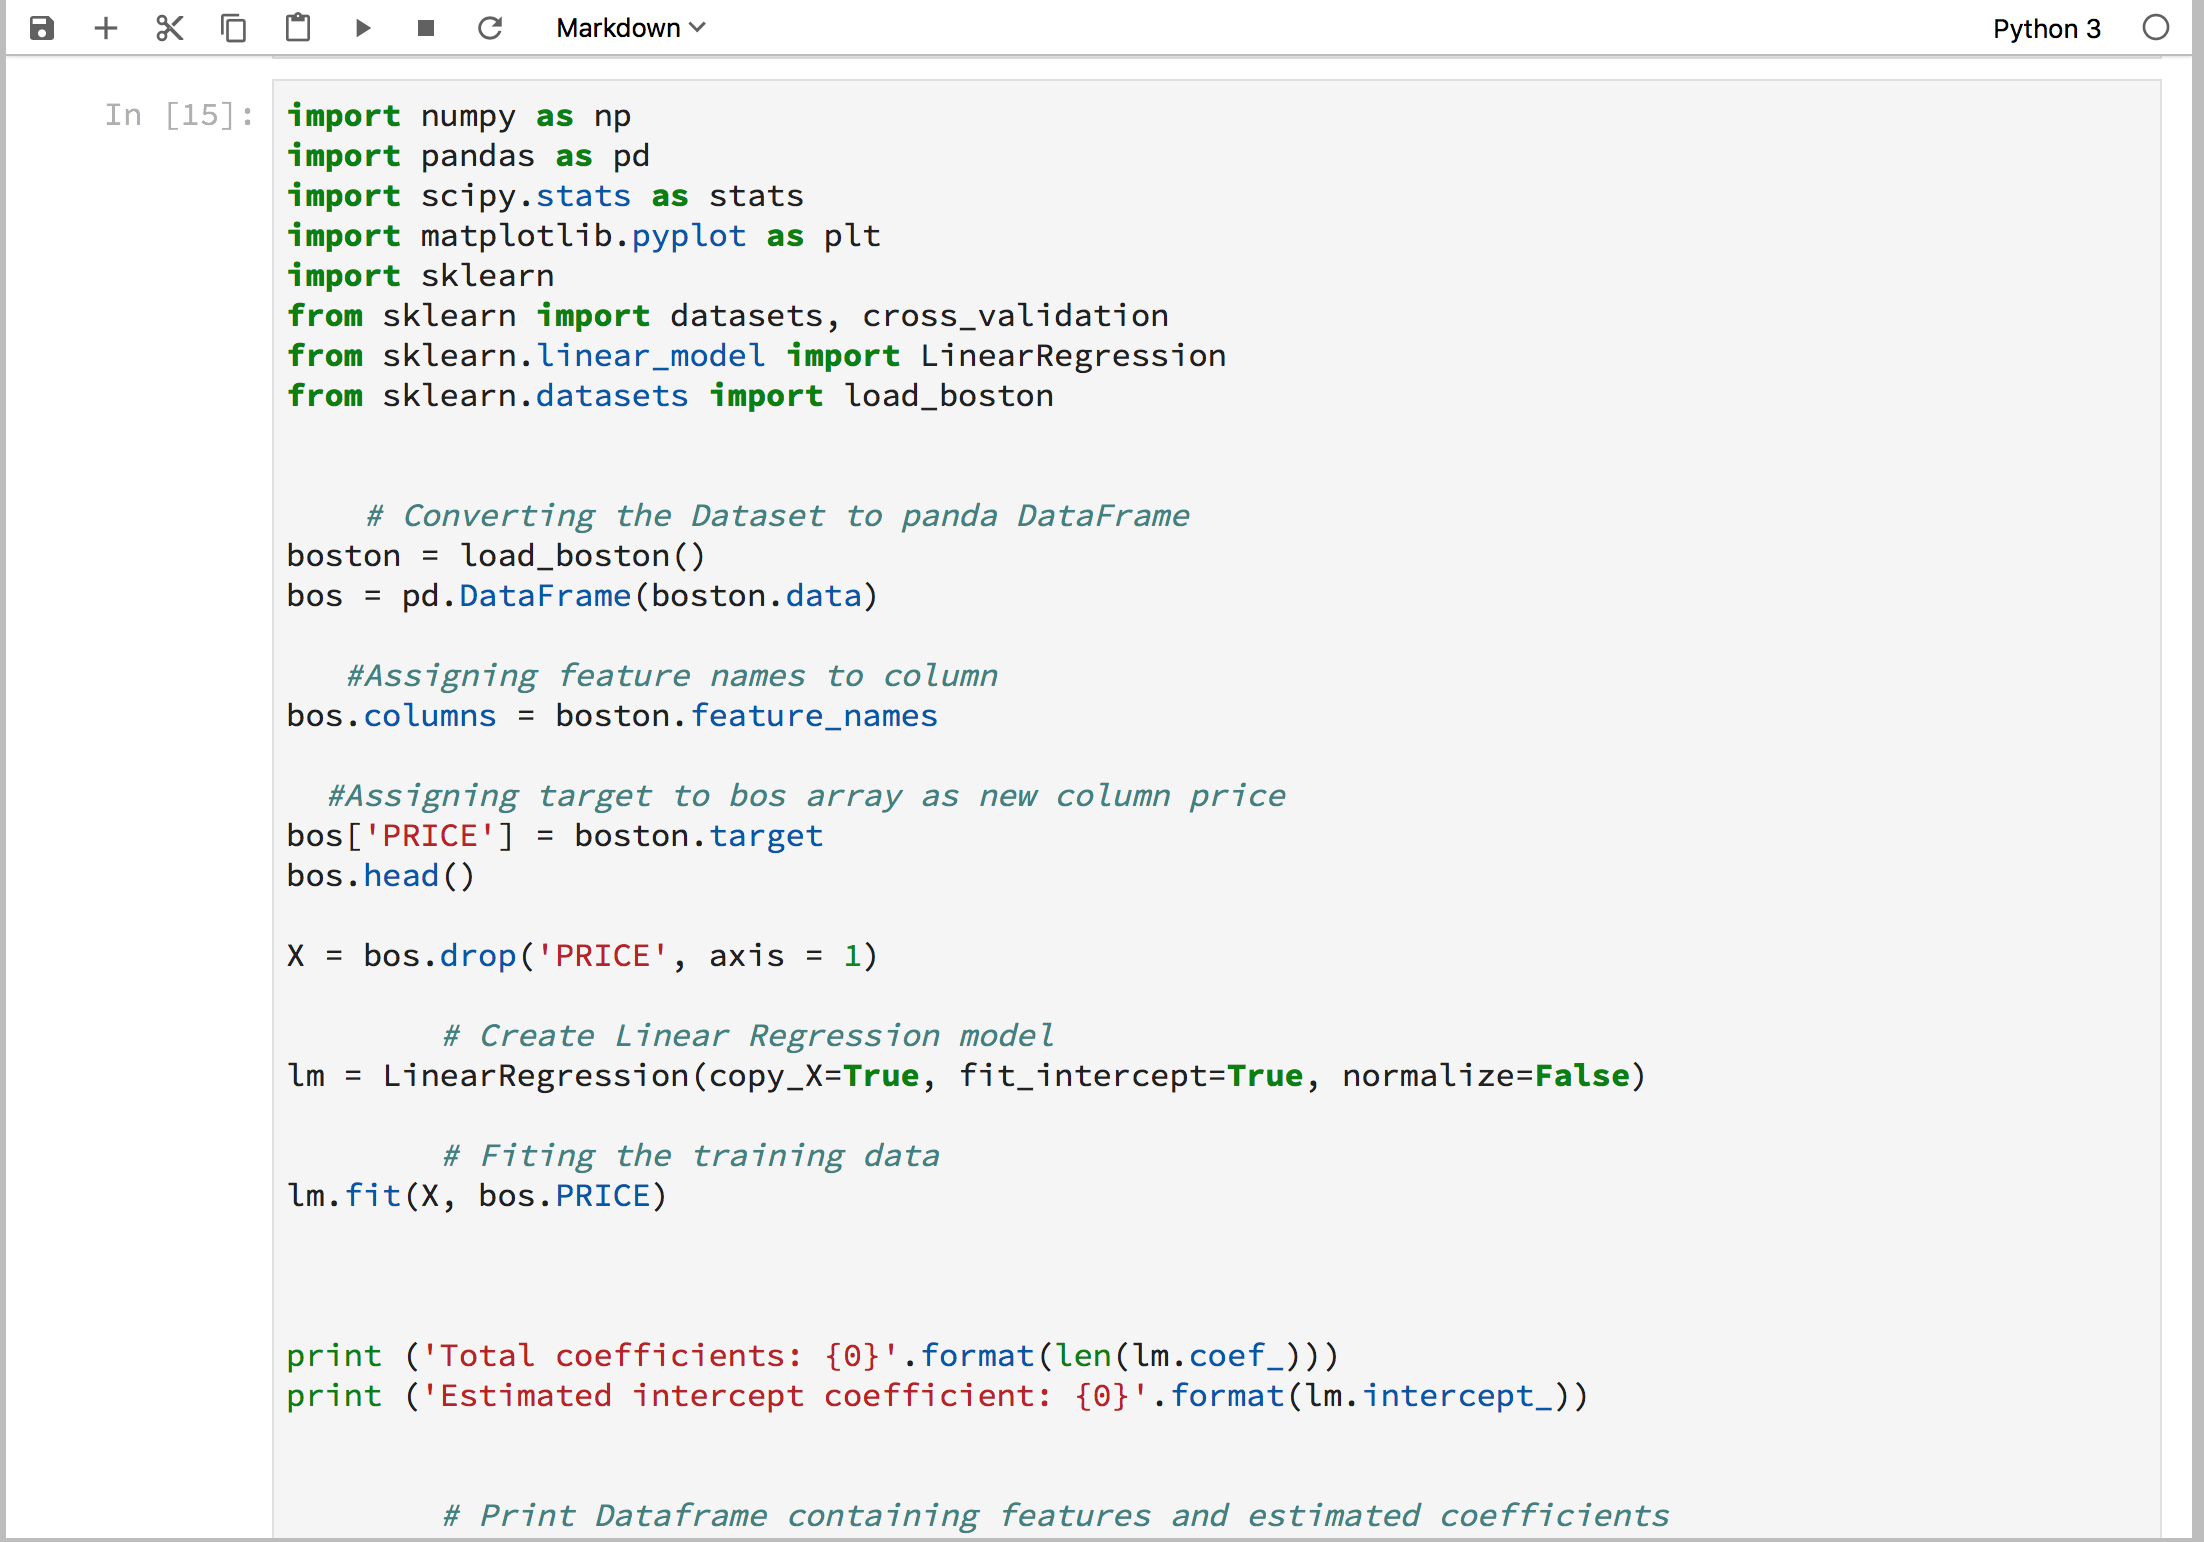 Markdown
Python 3
In [15]:
import numpy as np
import pandas as pd
import scipy.stats as stats
import matplotlib.pyplot as plt
import sklearn
from sklearn import datasets, cross_validation
from sklearn.linear_model import LinearRegression
from sklearn.datasets import load_boston
# Converting the Dataset to panda DataFrame
boston = load_boston()
bos = pd.DataFrame(boston.data)
#Assigning feature names to column
bos.columns = boston.feature_names
#Assigning target to bos array as new column price
bos['PRICE'] = boston.target
bos.head()
X = bos.drop('PRICE', axis = 1)
# Create Linear Regression model
lm = LinearRegression(copy_X=True, fit_intercept=True, normalize=False)
# Fiting the training data
lm.fit(X, bos.PRICE)
print ('Total coefficients: {0}'.format(len(lm.coef_)))
print ('Estimated intercept coefficient: {0}'.format(lm.intercept_))
# Print Dataframe containing features and estimated coefficients